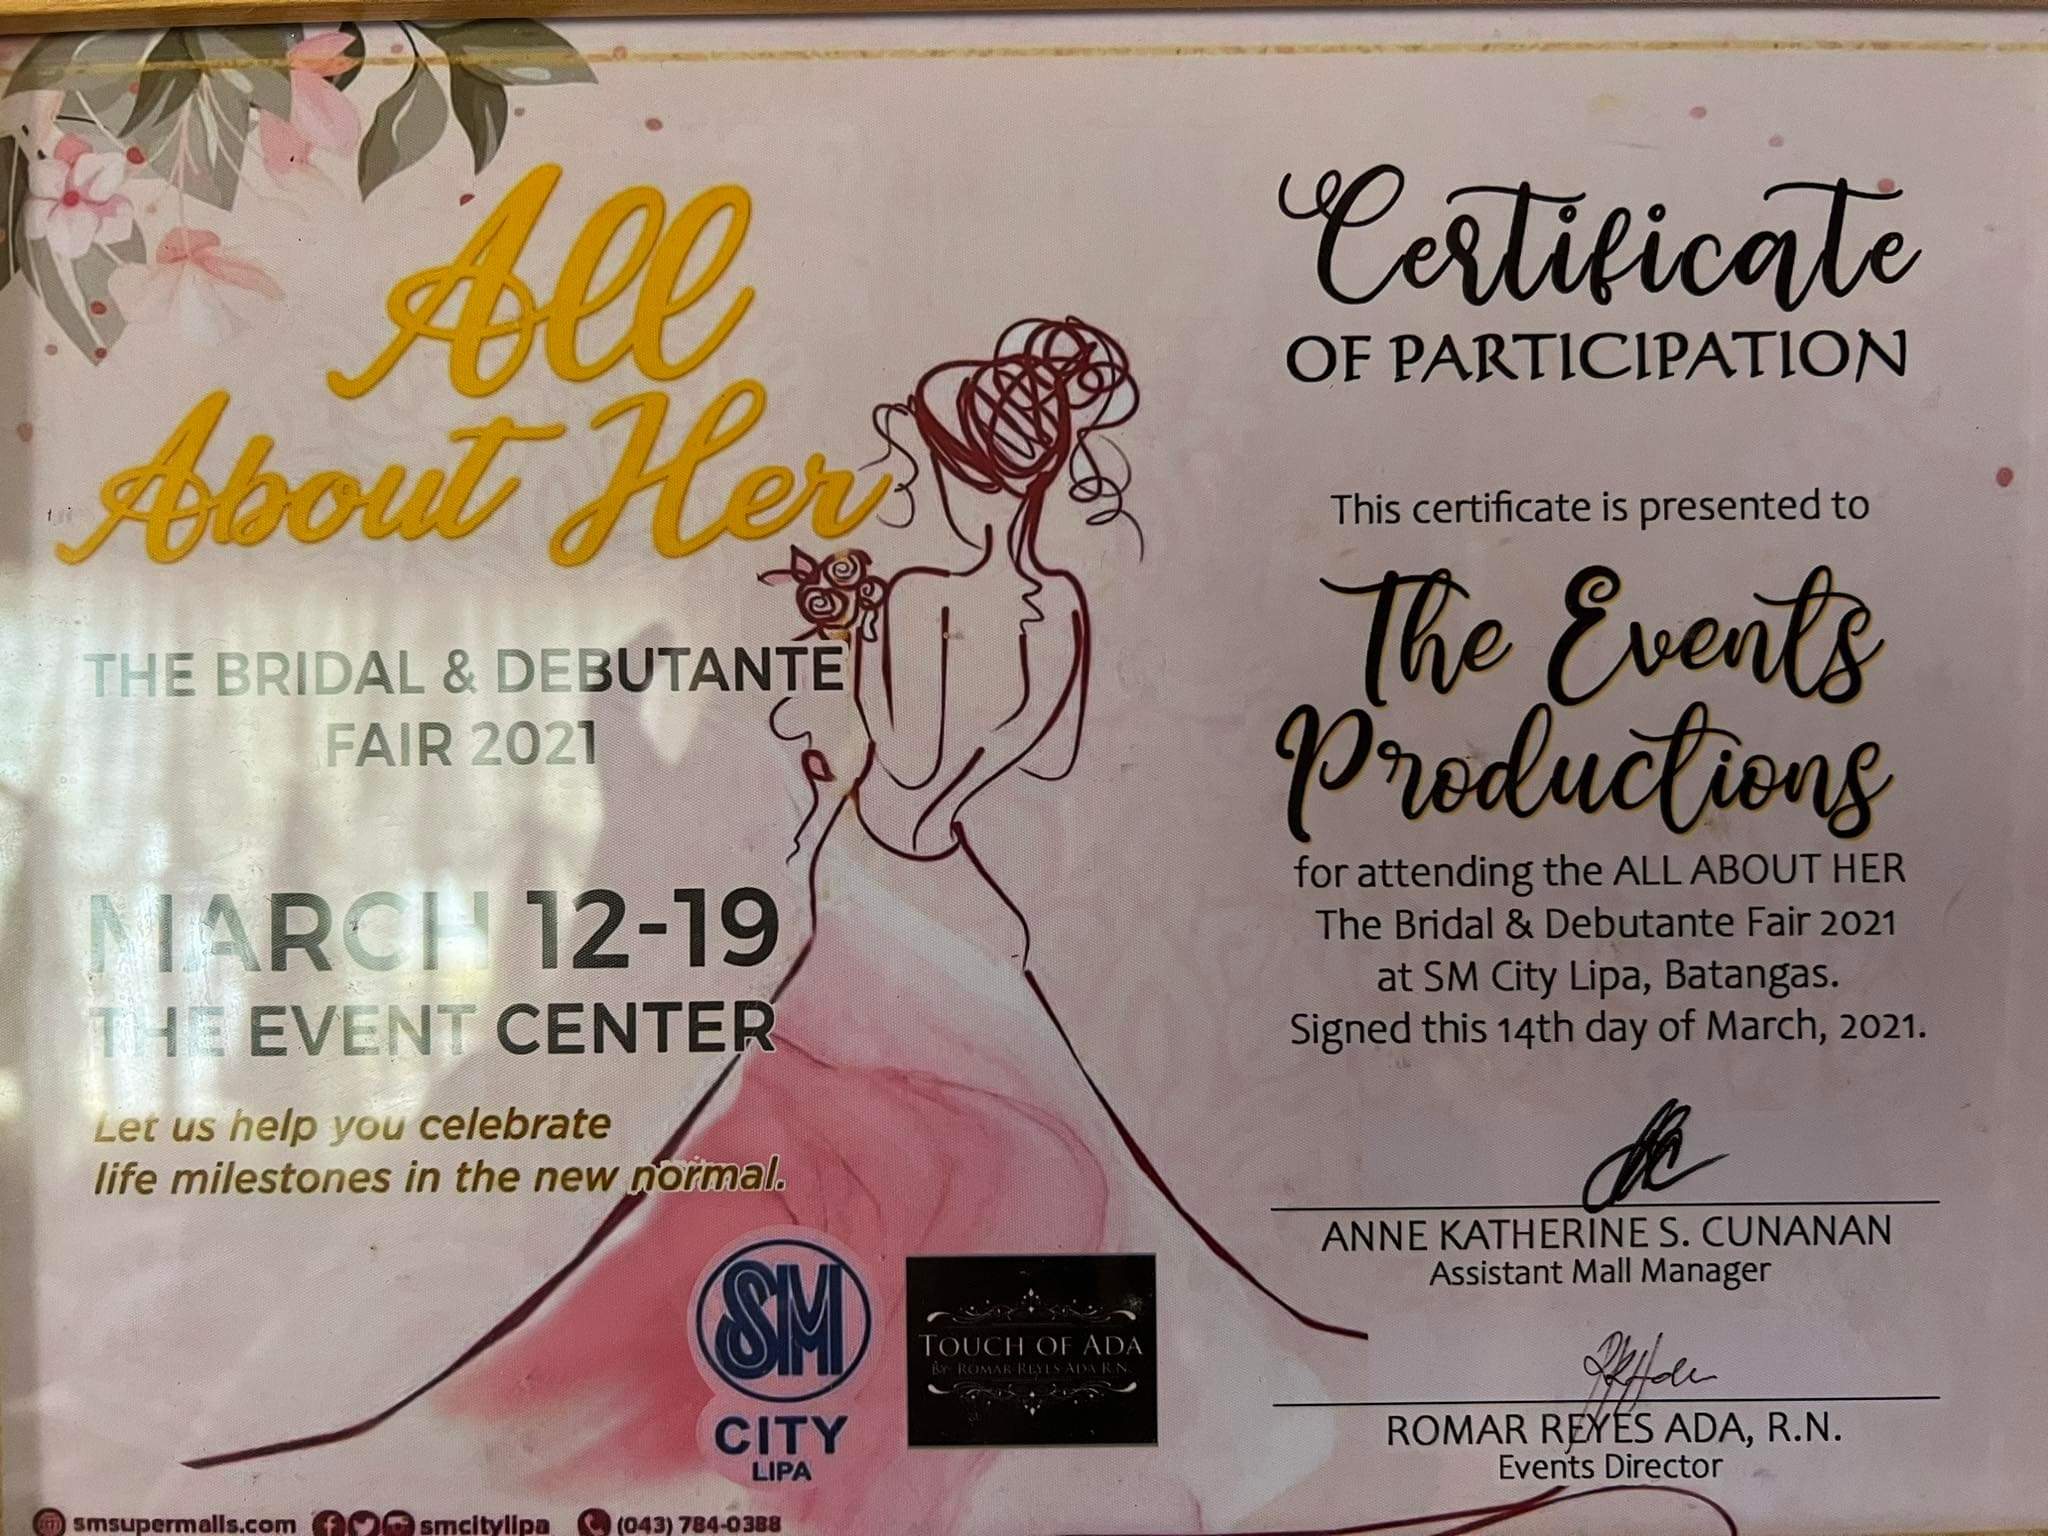 All
About Her
THE BRIDAL & DEBUTANTE
FAIR 2021
MARCH 12-19
THE EVENT CENTER
Let us help you celebrate
life milestones in the new normal.
SM
CITY
LIPA
TOUCH OF ADA
BY: ROMAR REYES ADA R.N.
smsupermalls.com
smcitylipa
(043) 784-0388
Certificate
OF PARTICIPATION
This certificate is presented to
The Events
Productions
for attending the ALL ABOUT HER
The Bridal & Debutante Fair 2021
at SM City Lipa, Batangas.
Signed this 14th day of March, 2021.
ANNE KATHERINE S. CUNANAN
Assistant Mall Manager
ROMAR REYES ADA, R.N.
Events Director